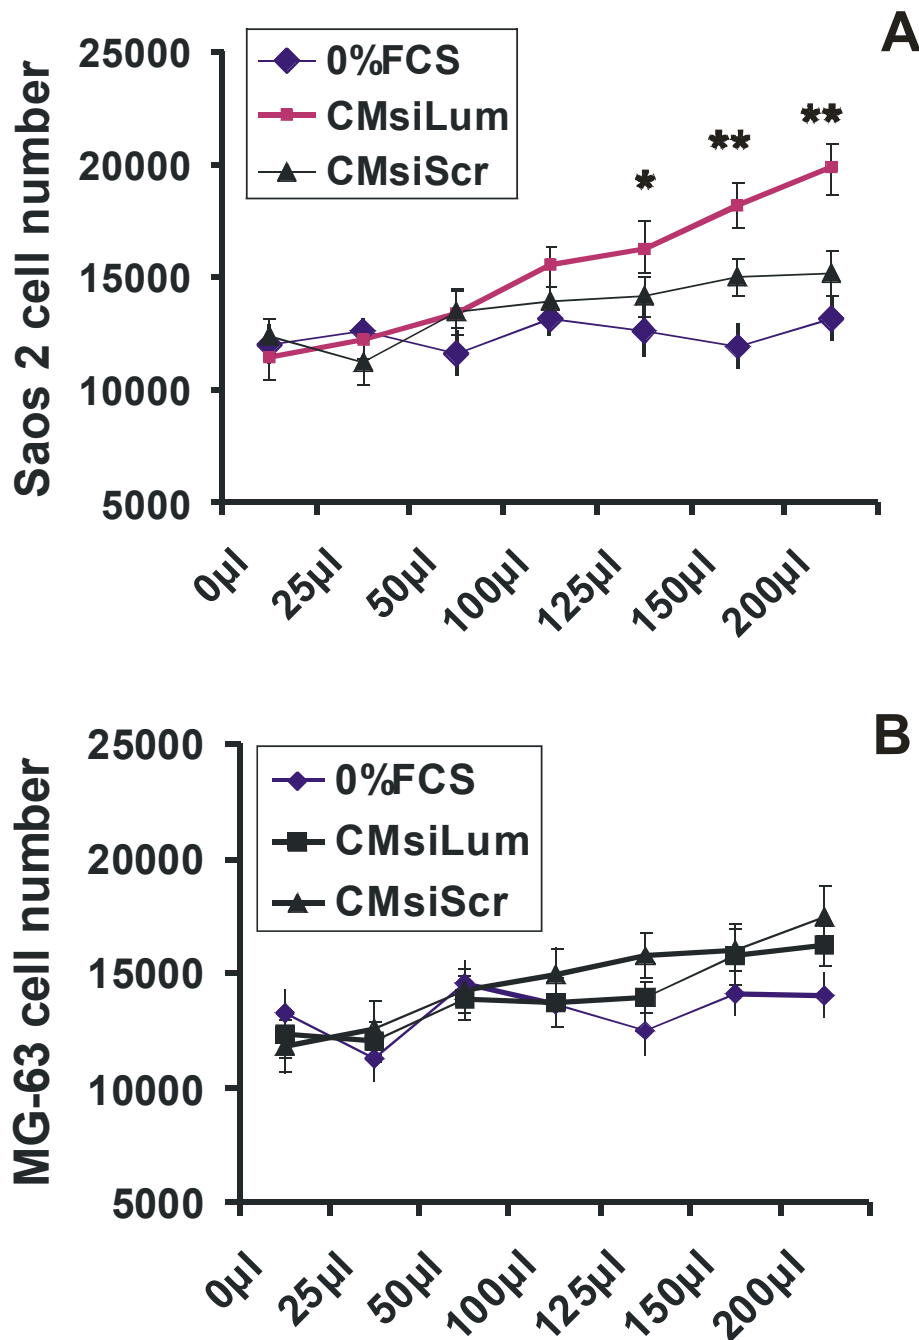 A
25000
20000
15000
10000
5000
Saos 2 cell number
0%FCS
CMsiLum
CMsiScr
*
**
**
0µl
25µl
50µl
100µl
125µl
150µl
200µl
B
25000
20000
15000
10000
5000
MG-63 cell number
0%FCS
CMsiLum
CMsiScr
0µl
25µl
50µl
100µl
125µl
150µl
200µl